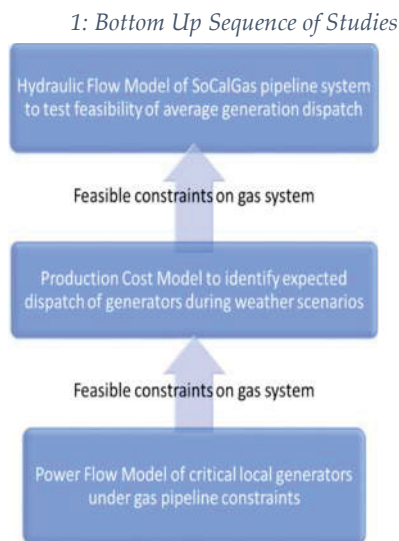 1: Bottom Up Sequence of Studies
Hydraulic Flow Model of SoCalGas pipeline system
to test feasibility of average generation dispatch
Feasible constraints on gas system
Production Cost Model to identify expected
dispatch of generators during weather scenarios
Feasible constraints on gas system
Power Flow Model of critical local generators
under gas pipeline constraints